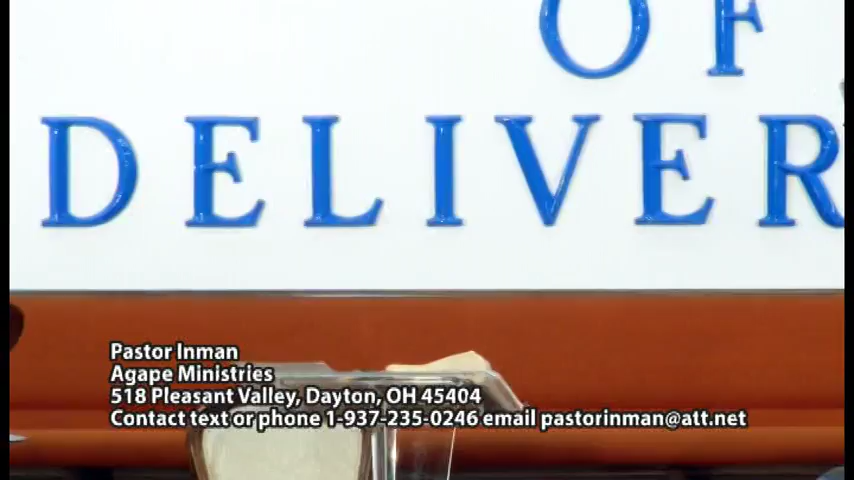 OF
DELIVER
Pastor Inman
Agape Ministries
518 Pleasant Valley, Dayton, OH 45404
Contact text or phone 1-937-235-0246 email pastorinman@att.net